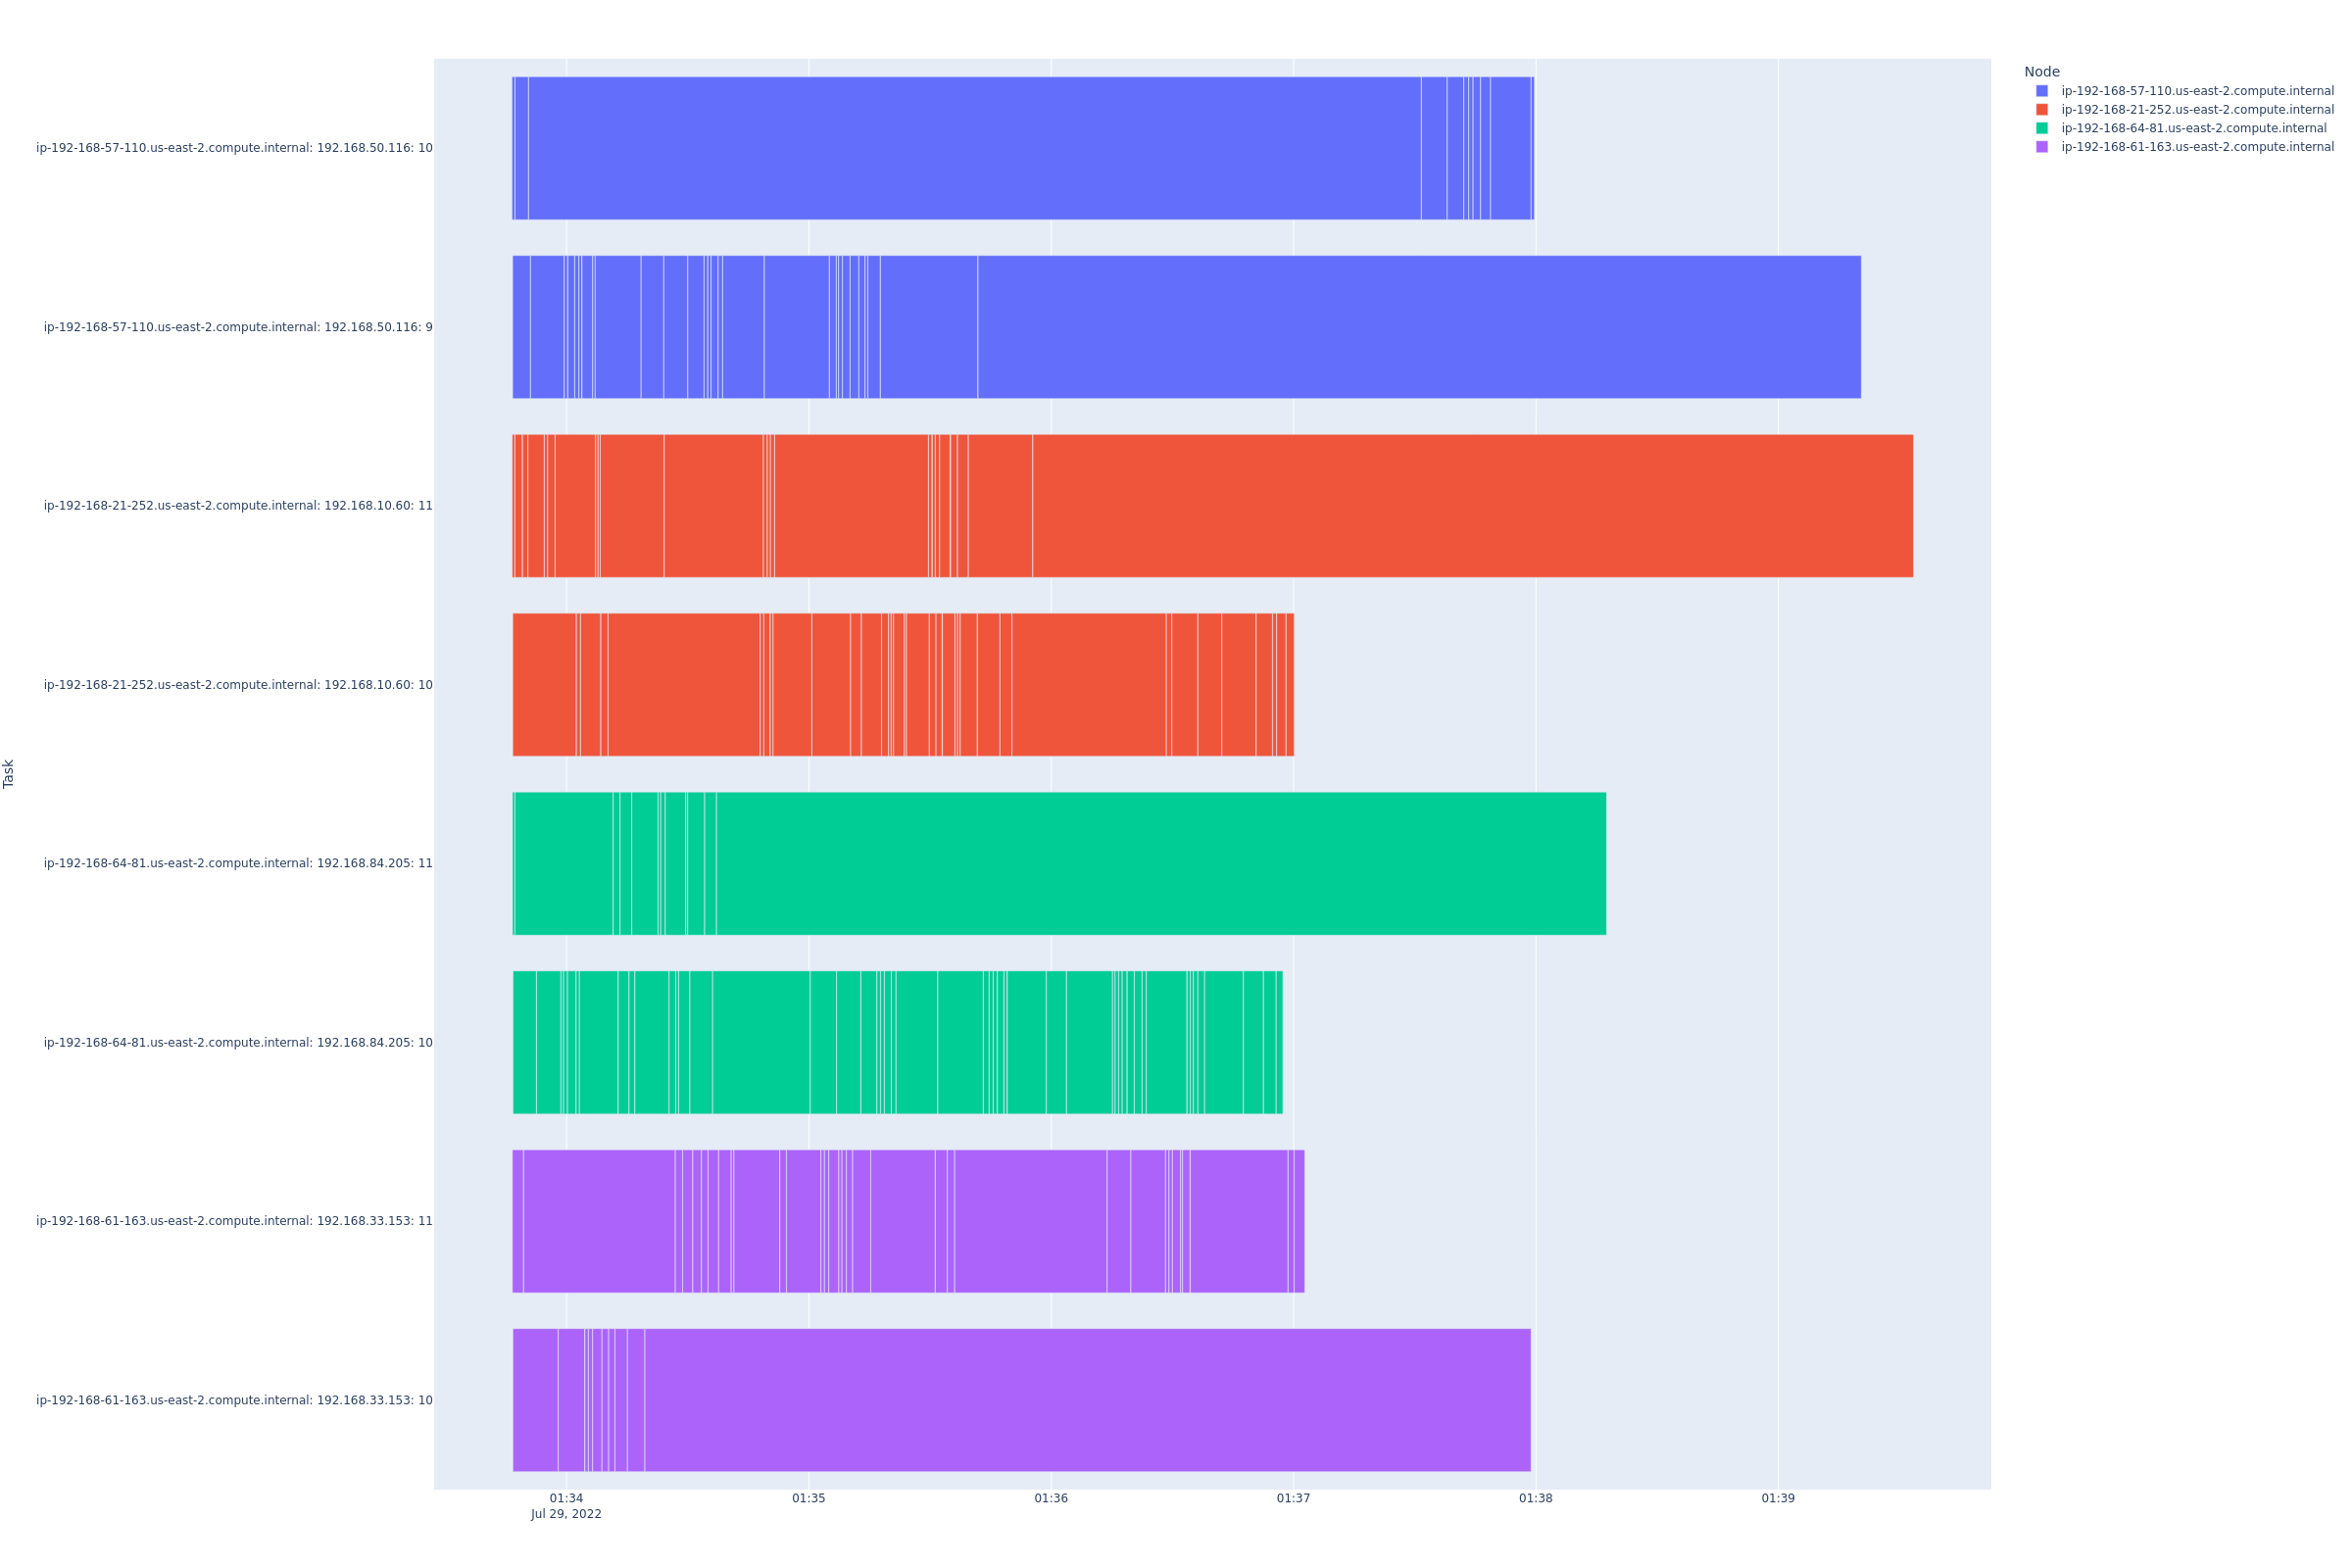 Node
ip-192-168-57-110.us-east-2.compute.internal
ip-192-168-21-252.us-east-2.compute.internal
ip-192-168-64-81.us-east-2.compute.internal
ip-192-168-61-163.us-east-2.compute.internal
ip-192-168-57-110.us-east-2.compute.internal: 192.168.50.116: 10
ip-192-168-57-110.us-east-2.compute.internal: 192.168.50.116: 9
ip-192-168-21-252.us-east-2.compute.internal: 192.168.10.60: 11
ip-192-168-21-252.us-east-2.compute.internal: 192.168.10.60: 10
Task
ip-192-168-64-81.us-east-2.compute.internal: 192.168.84.205: 11
ip-192-168-64-81.us-east-2.compute.internal: 192.168.84.205: 10
ip-192-168-61-163.us-east-2.compute.internal: 192.168.33.153: 11
ip-192-168-61-163.us-east-2.compute.internal: 192.168.33.153: 10
01:34 01:35 01:36 01:37 01:38 01:39
Jul 29, 2022